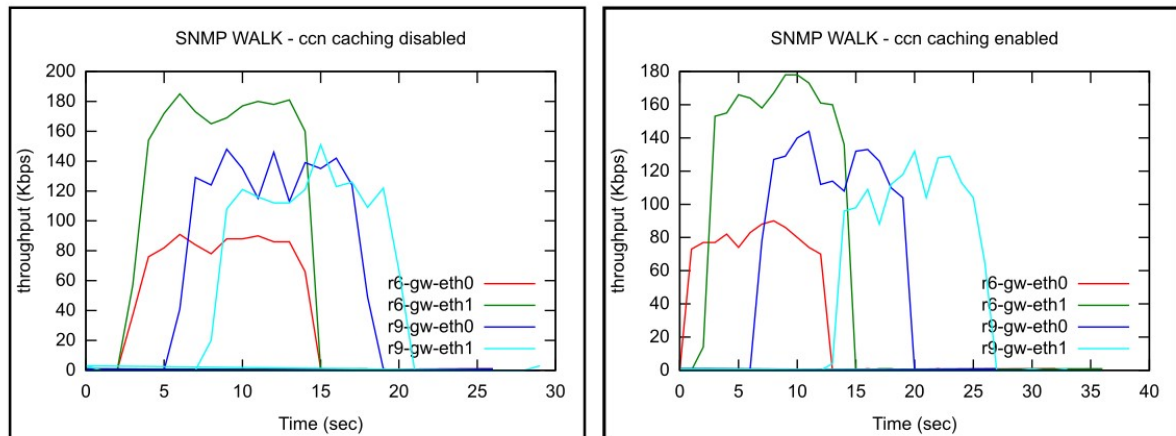 SNMP WALK - ccn caching disabled
200
180
160
140
120
100
80
60
40
20
0
throughput (Kbps)
r6-gw-eth0
r6-gw-eth1
r9-gw-eth0
r9-gw-eth1
0 5 10 15 20 25 30
Time (sec)
SNMP WALK - ccn caching enabled
180
160
140
120
100
80
60
40
20
0
throughput (Kbps)
r6-gw-eth0
r6-gw-eth1
r9-gw-eth0
r9-gw-eth1
0 5 10 15 20 25 30 35 40
Time (sec)